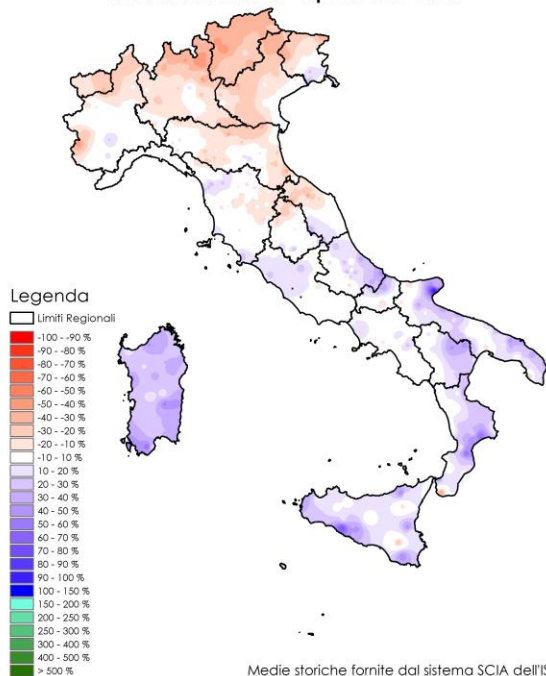 Legenda
Limiti Regionali
-100 - -90 %
-90 - -80 %
-80 - -70 %
-70 - -60 %
-60 - -50 %
-50 - -40 %
-40 - -30 %
-30 - -20 %
-20 - -10 %
-10 - 10 %
10 - 20 %
20 - 30 %
30 - 40 %
40 - 50 %
50 - 60 %
60 - 70 %
70 - 80 %
80 - 90 %
90 - 100 %
100 - 150 %
150 - 200 %
200 - 250 %
250 - 300 %
300 - 400 %
400 - 500 %
> 500 %
Medie storiche fornite dal sistema SCIA dell'IS